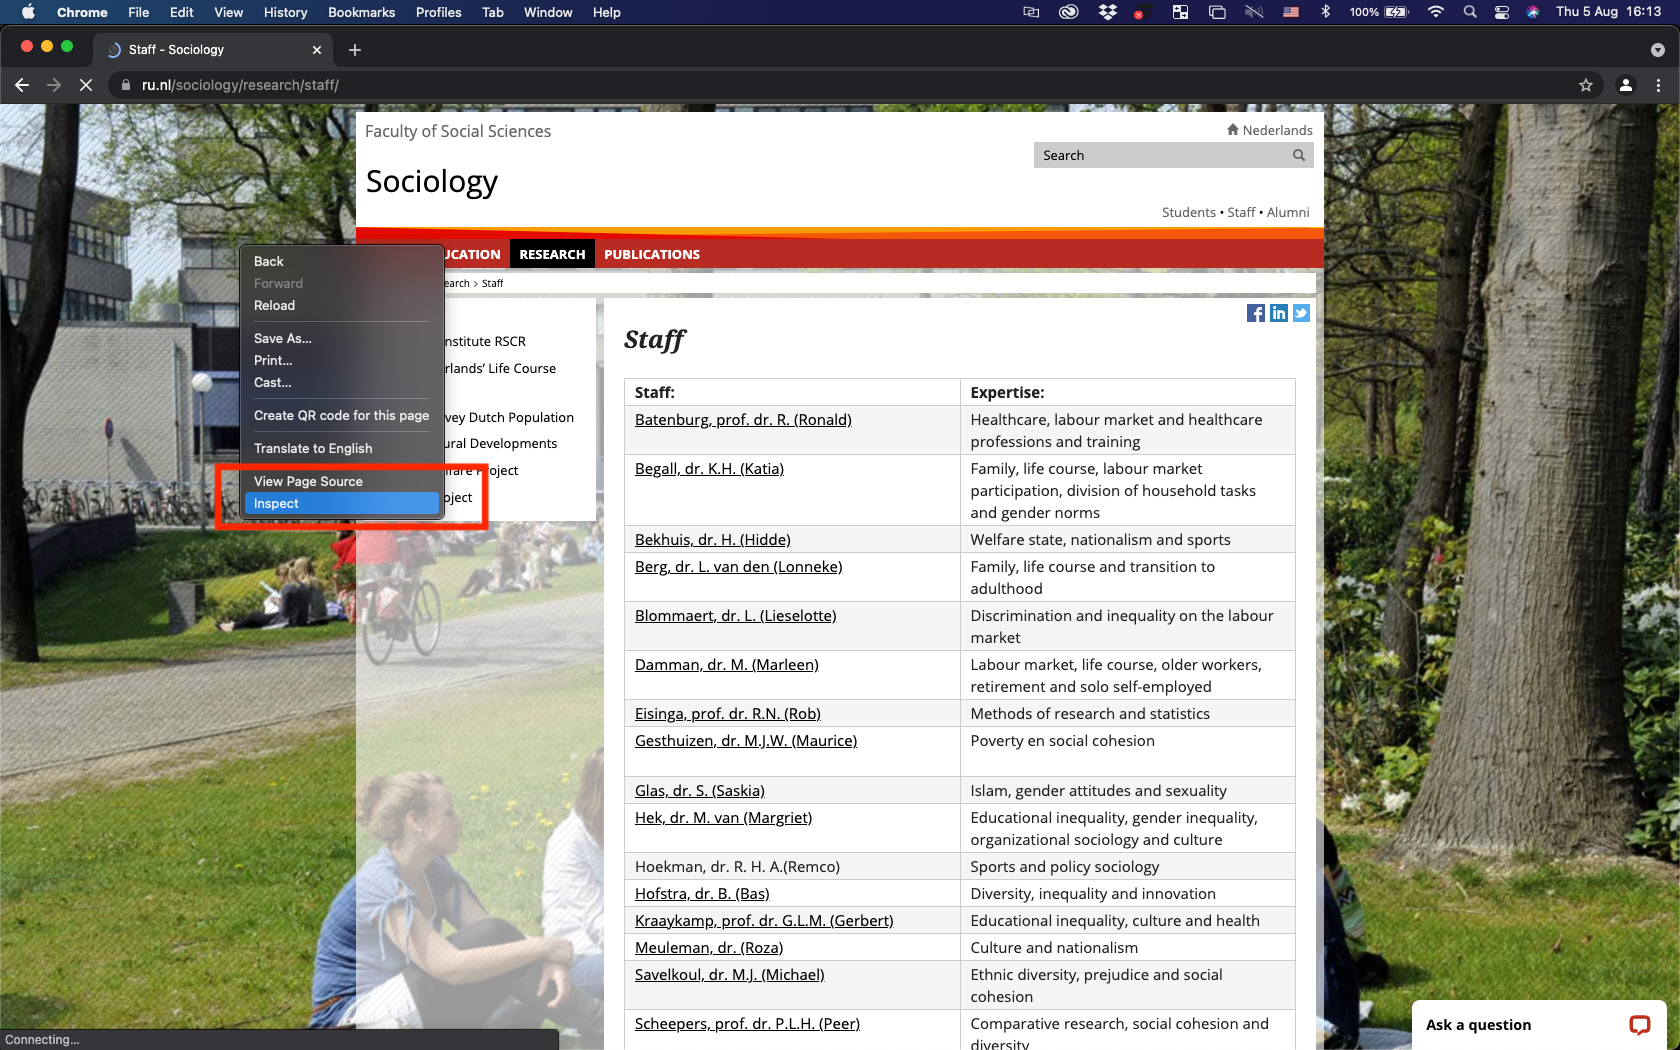 Chrome File Edit View History Bookmarks Profiles Tab Window Help 100% Thu 5 Aug 16:13
Staff - Sociology
ru.nl/sociology/research/staff/
Faculty of Social Sciences
Nederlands
Search
Sociology
Students • Staff • Alumni
UCATION RESEARCH PUBLICATIONS
earch > Staff
Back
Forward
Reload
Save As...
Print...
Cast...
Create QR code for this page
Translate to English
View Page Source
Inspect
nstitute RSCR
rlands’ Life Course
vey Dutch Population
ural Developments
lfare Project
oject
Staff
Staff: Expertise:
Batenburg, prof. dr. R. (Ronald) Healthcare, labour market and healthcare
professions and training
Begall, dr. K.H. (Katia) Family, life course, labour market
participation, division of household tasks
and gender norms
Bekhuis, dr. H. (Hidde) Welfare state, nationalism and sports
Berg, dr. L. van den (Lonneke) Family, life course and transition to
adulthood
Blommaert, dr. L. (Lieselotte) Discrimination and inequality on the labour
market
Damman, dr. M. (Marleen) Labour market, life course, older workers,
retirement and solo self-employed
Eisinga, prof. dr. R.N. (Rob) Methods of research and statistics
Gesthuizen, dr. M.J.W. (Maurice) Poverty en social cohesion
Glas, dr. S. (Saskia) Islam, gender attitudes and sexuality
Hek, dr. M. van (Margriet) Educational inequality, gender inequality,
organizational sociology and culture
Hoekman, dr. R. H. A.(Remco) Sports and policy sociology
Hofstra, dr. B. (Bas) Diversity, inequality and innovation
Kraaykamp, prof. dr. G.L.M. (Gerbert) Educational inequality, culture and health
Meuleman, dr. (Roza) Culture and nationalism
Savelkoul, dr. M.J. (Michael) Ethnic diversity, prejudice and social
cohesion
Scheepers, prof. dr. P.L.H. (Peer) Comparative research, social cohesion and
diversity
Ask a question
Connecting...